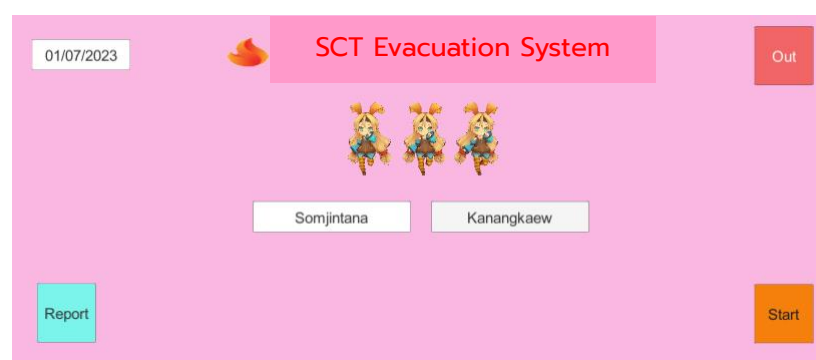 01/07/2023
SCT Evacuation System
Out
Somjintana
Kanangkaew
Report
Start